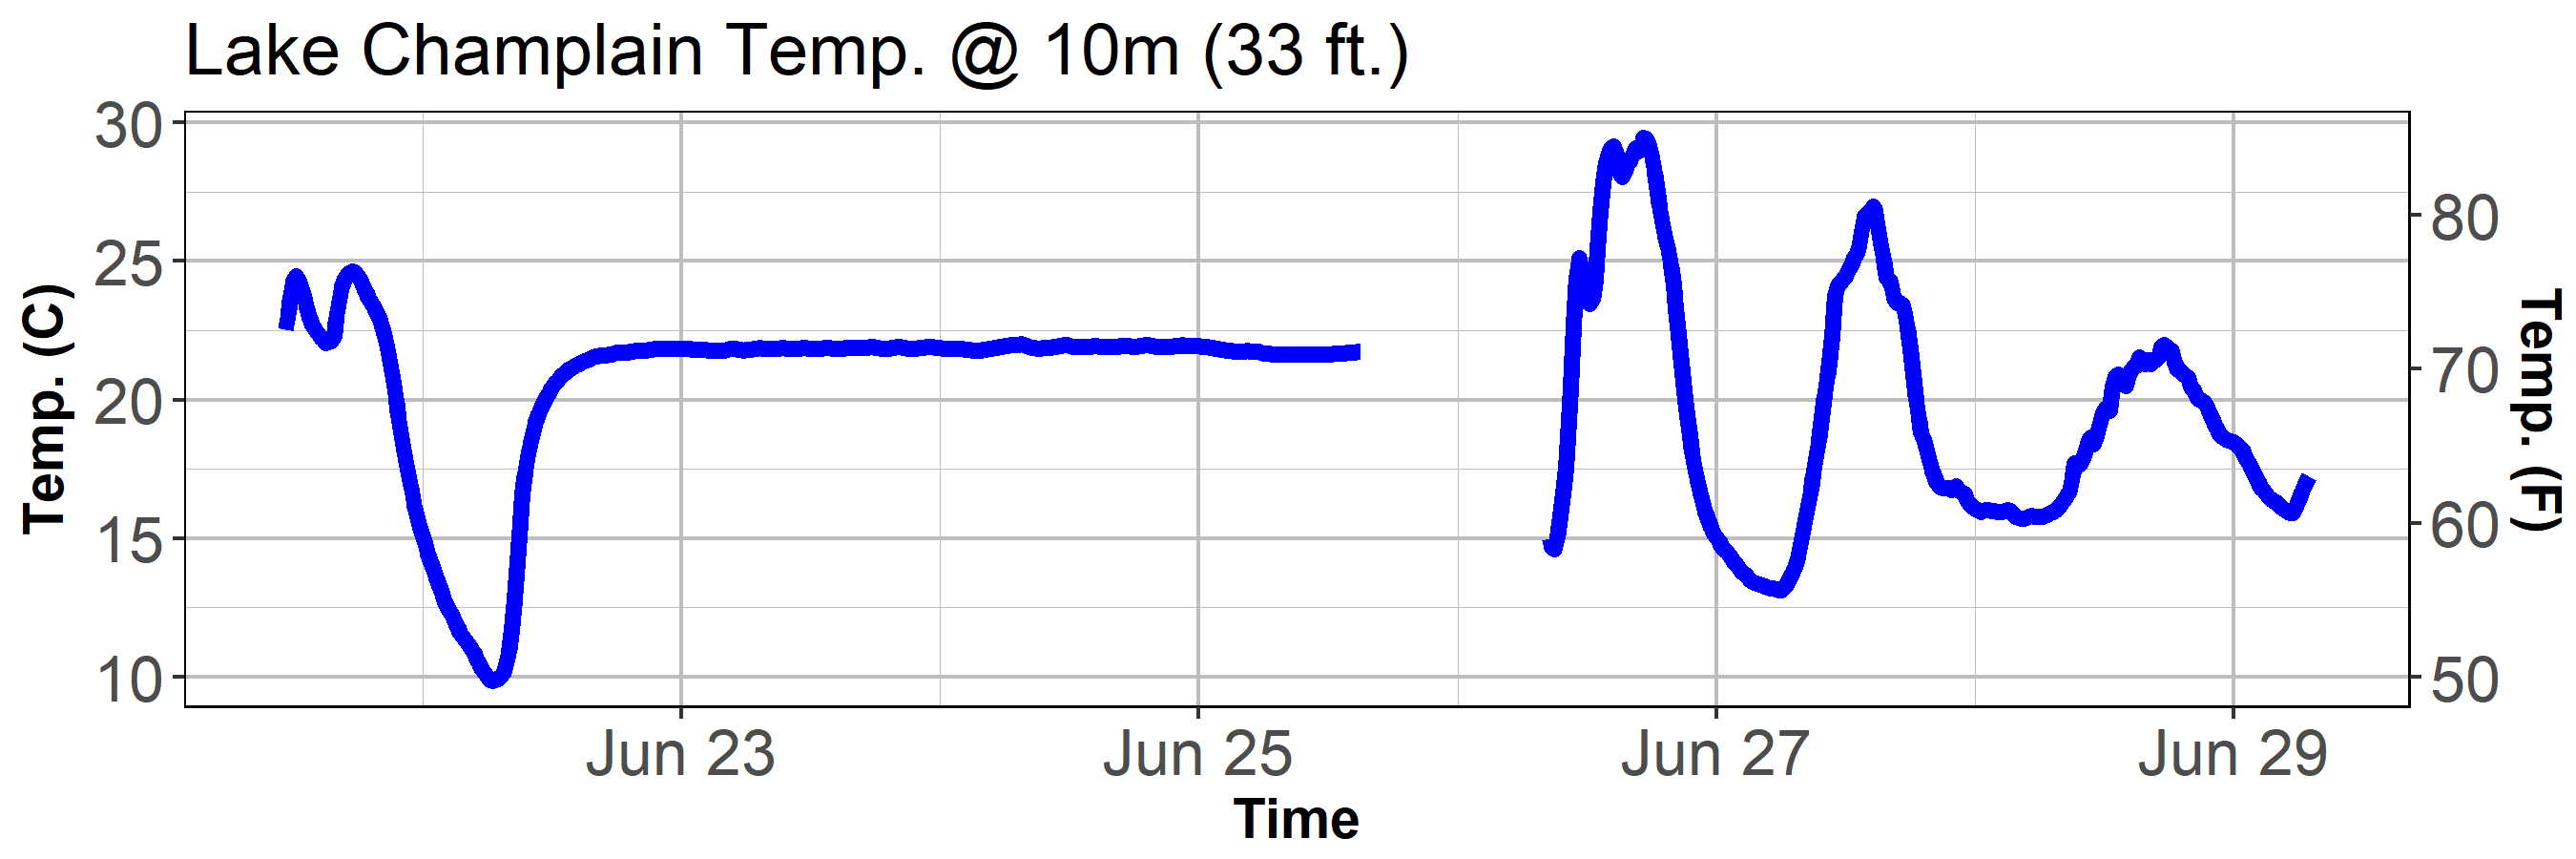 Lake Champlain Temp. @ 10m (33 ft.)
30
25
20
15
10
Temp. (C)
80
70
60
50
Temp. (F)
Jun 23
Jun 25
Jun 27
Jun 29
Time